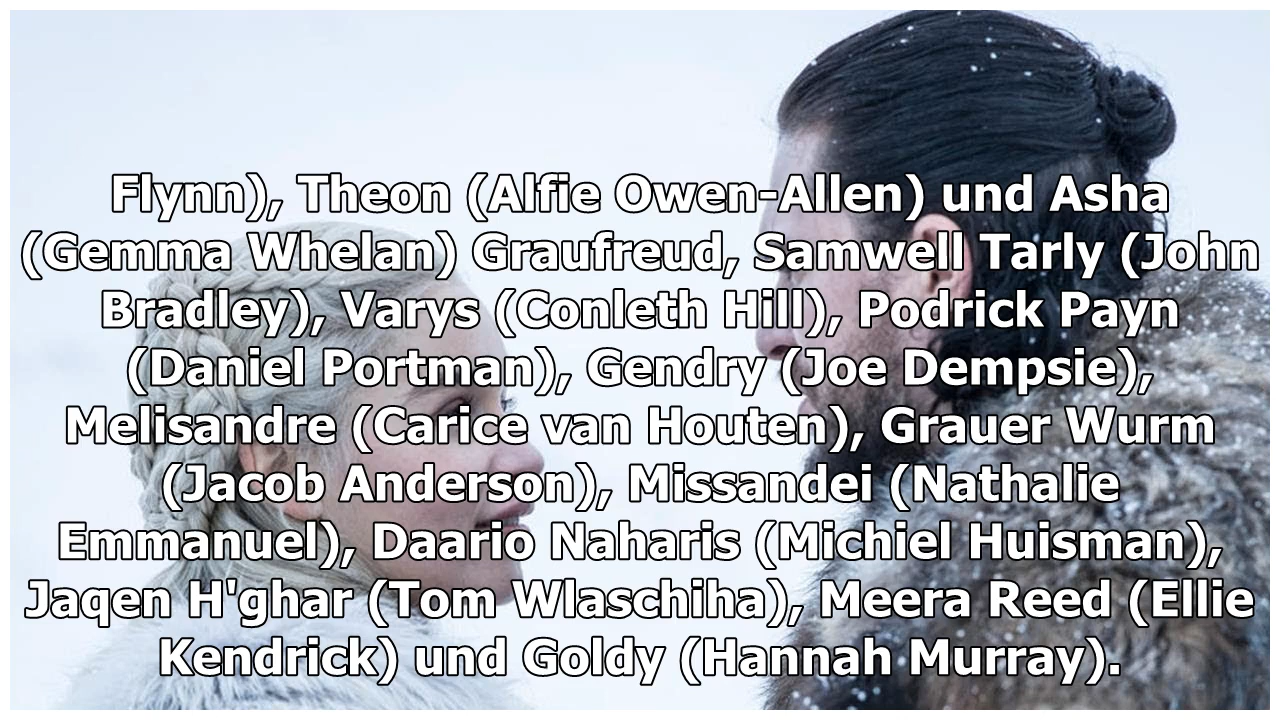 Flynn), Theon (Alfie Owen-Allen) und Asha
(Gemma Whelan) Graufreud, Samwell Tarly (John
Bradley), Varys (Conleth Hill), Podrick Payn
(Daniel Portman), Gendry (Joe Dempsie),
Melisandre (Carice van Houten), Grauer Wurm
(Jacob Anderson), Missandei (Nathalie
Emmanuel), Daario Naharis (Michiel Huisman),
Jaqen H'ghar (Tom Wlaschiha), Meera Reed (Ellie
Kendrick) und Goldy (Hannah Murray).